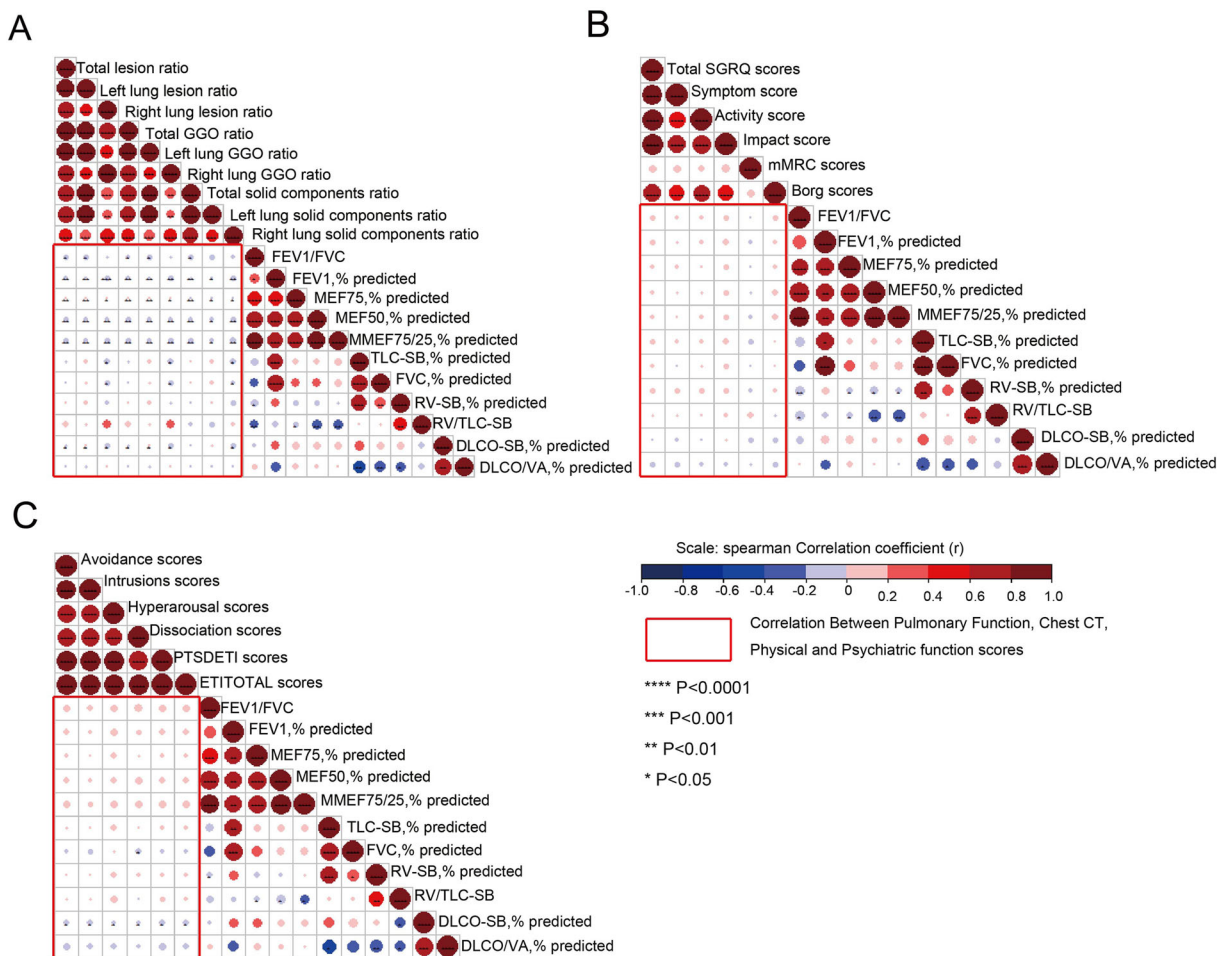 A
Total lesion ratio
Left lung lesion ratio
Right lung lesion ratio
Total GGO ratio
Left lung GGO ratio
Right lung GGO ratio
Total solid components ratio
Left lung solid components ratio
Right lung solid components ratio
FEV1/FVC
FEV1,% predicted
MEF75,% predicted
MEF50,% predicted
MMEF75/25,% predicted
TLC-SB,% predicted
FVC,% predicted
RV-SB,% predicted
RV/TLC-SB
DLCO-SB,% predicted
DLCO/VA,% predicted
B
Total SGRQ scores
Symptom score
Activity score
Impact score
mMRC scores
Borg scores
FEV1/FVC
FEV1,% predicted
MEF75,% predicted
MEF50,% predicted
MMEF75/25,% predicted
TLC-SB,% predicted
FVC,% predicted
RV-SB,% predicted
RV/TLC-SB
DLCO-SB,% predicted
DLCO/VA,% predicted
C
Avoidance scores
Intrusions scores
Hyperarousal scores
Dissociation scores
PTSDETI scores
ETITOTAL scores
FEV1/FVC
FEV1,% predicted
MEF75,% predicted
MEF50,% predicted
MMEF75/25,% predicted
TLC-SB,% predicted
FVC,% predicted
RV-SB,% predicted
RV/TLC-SB
DLCO-SB,% predicted
DLCO/VA,% predicted
Scale: spearman Correlation coefficient (r)
-1.0 -0.8 -0.6 -0.4 -0.2 0 0.2 0.4 0.6 0.8 1.0
Correlation Between Pulmonary Function, Chest CT,
Physical and Psychiatric function scores
**** P<0.0001
*** P<0.001
** P<0.01
* P<0.05